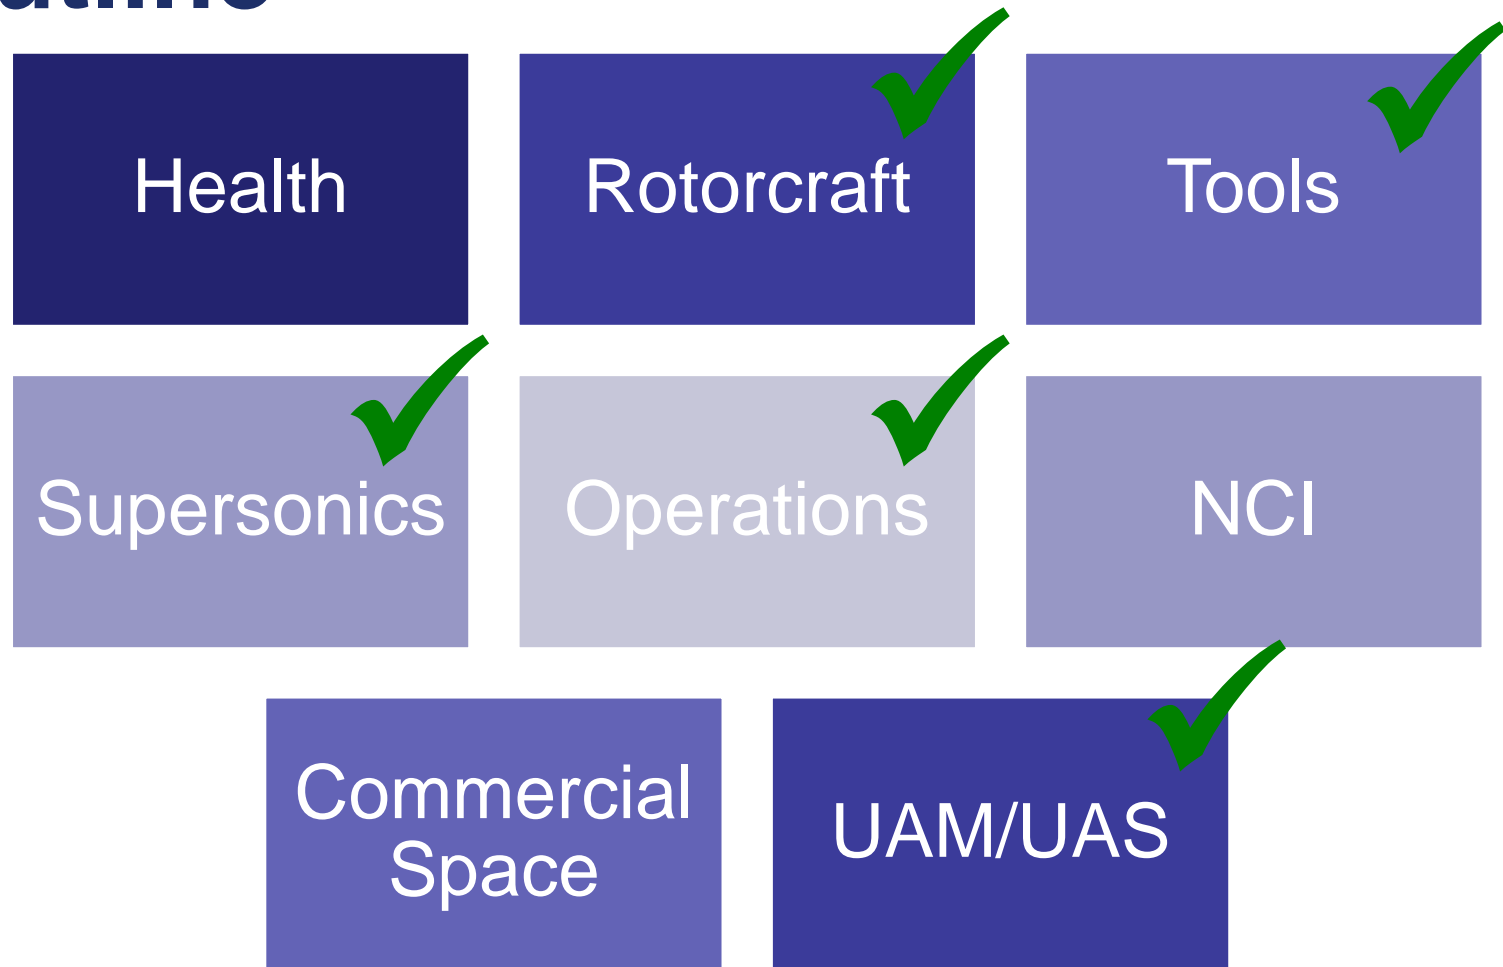 Health
Rotorcraft
Tools
Supersonics
Operations
NCI
Commercial
Space
UAM/UAS